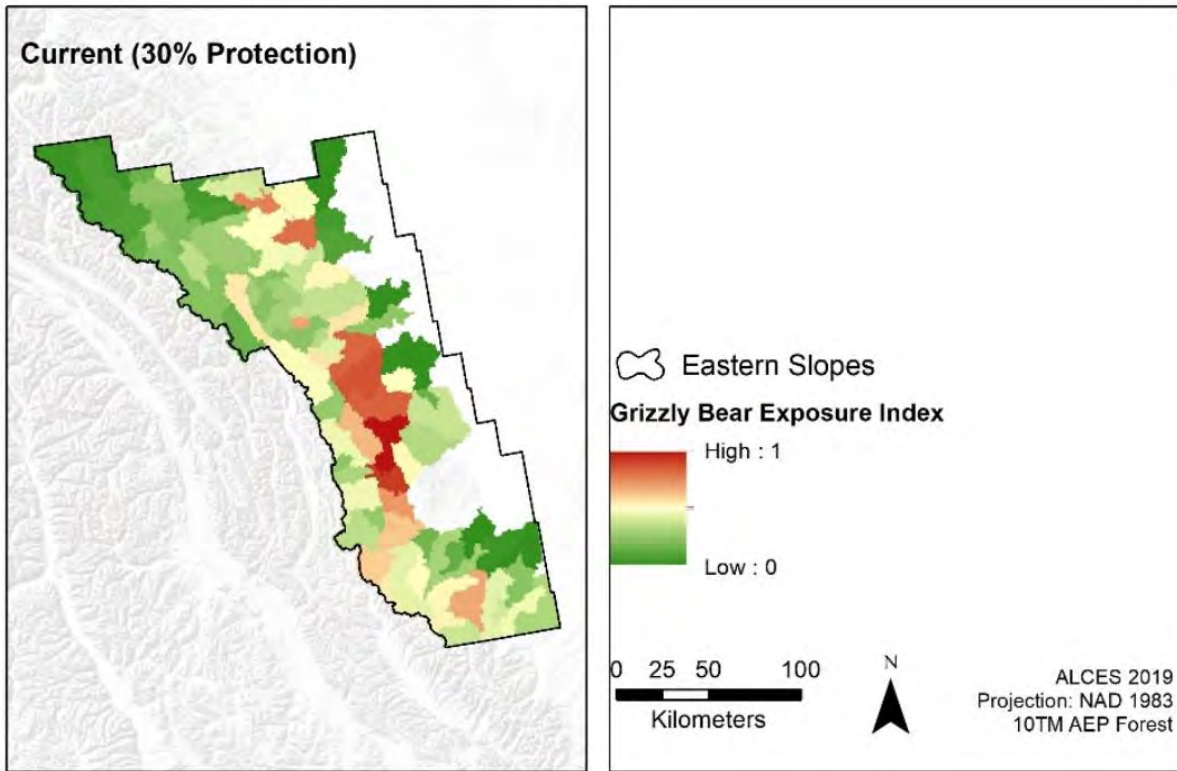 Current (30% Protection)
Eastern Slopes
Grizzly Bear Exposure Index
High : 1
Low : 0
0 25 50 100
Kilometers
N
ALCES 2019
Projection: NAD 1983
10TM AEP Forest